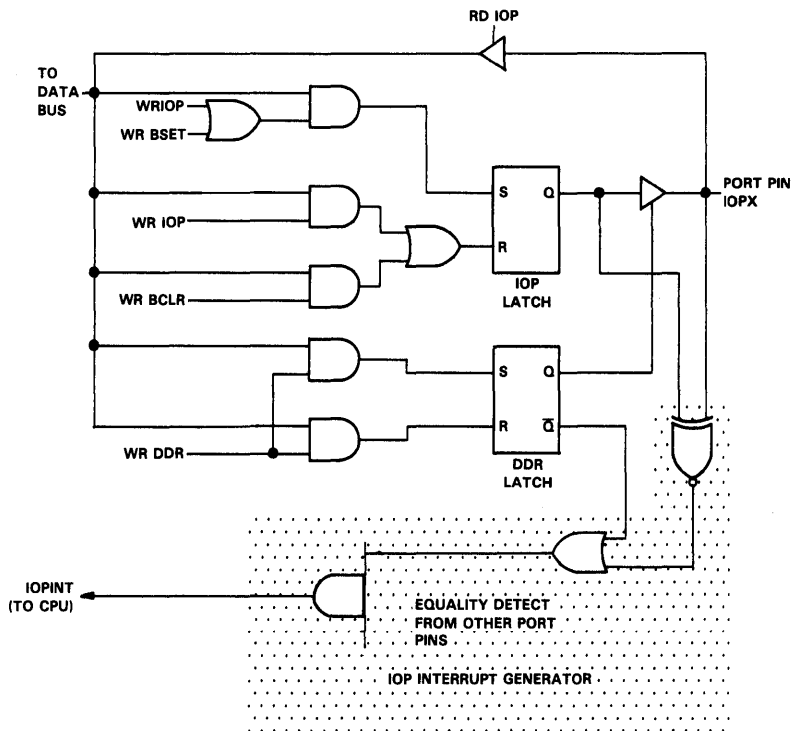 RD IOP
TO
DATA
BUS
WRIOP
WR BSET
S Q
PORT PIN
IOPX
WR IOP
R
WR BCLR
IOP
LATCH
S Q
R Q̅
WR DDR
DDR
LATCH
IOPINT
(TO CPU)
EQUALITY DETECT
FROM OTHER PORT
PINS
IOP INTERRUPT GENERATOR